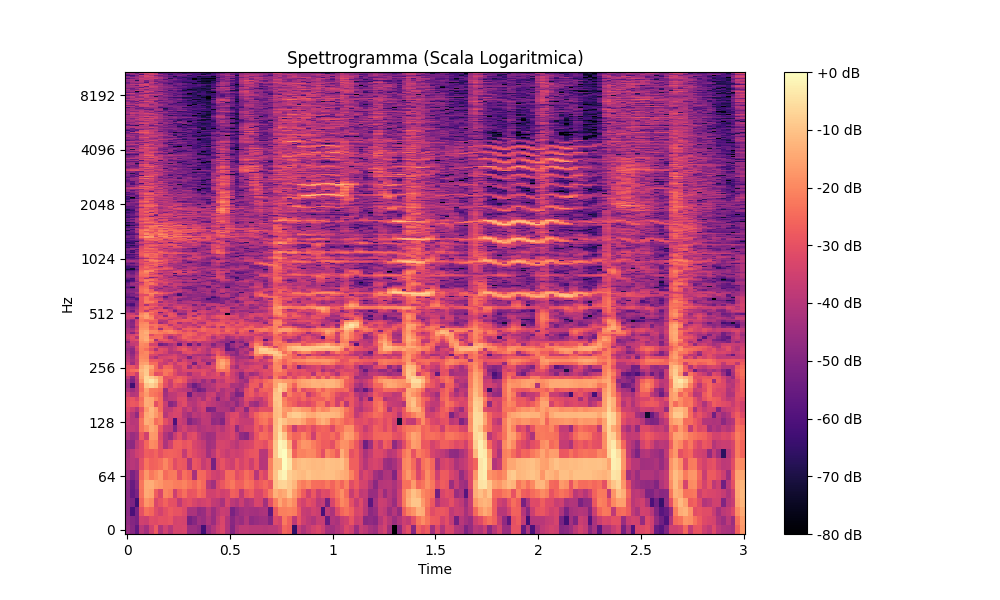 Spettrogramma (Scala Logaritmica)
Hz
8192
4096
2048
1024
512
256
128
64
0
0
0.5
1
1.5
2
2.5
3
Time
+0 dB
-10 dB
-20 dB
-30 dB
-40 dB
-50 dB
-60 dB
-70 dB
-80 dB